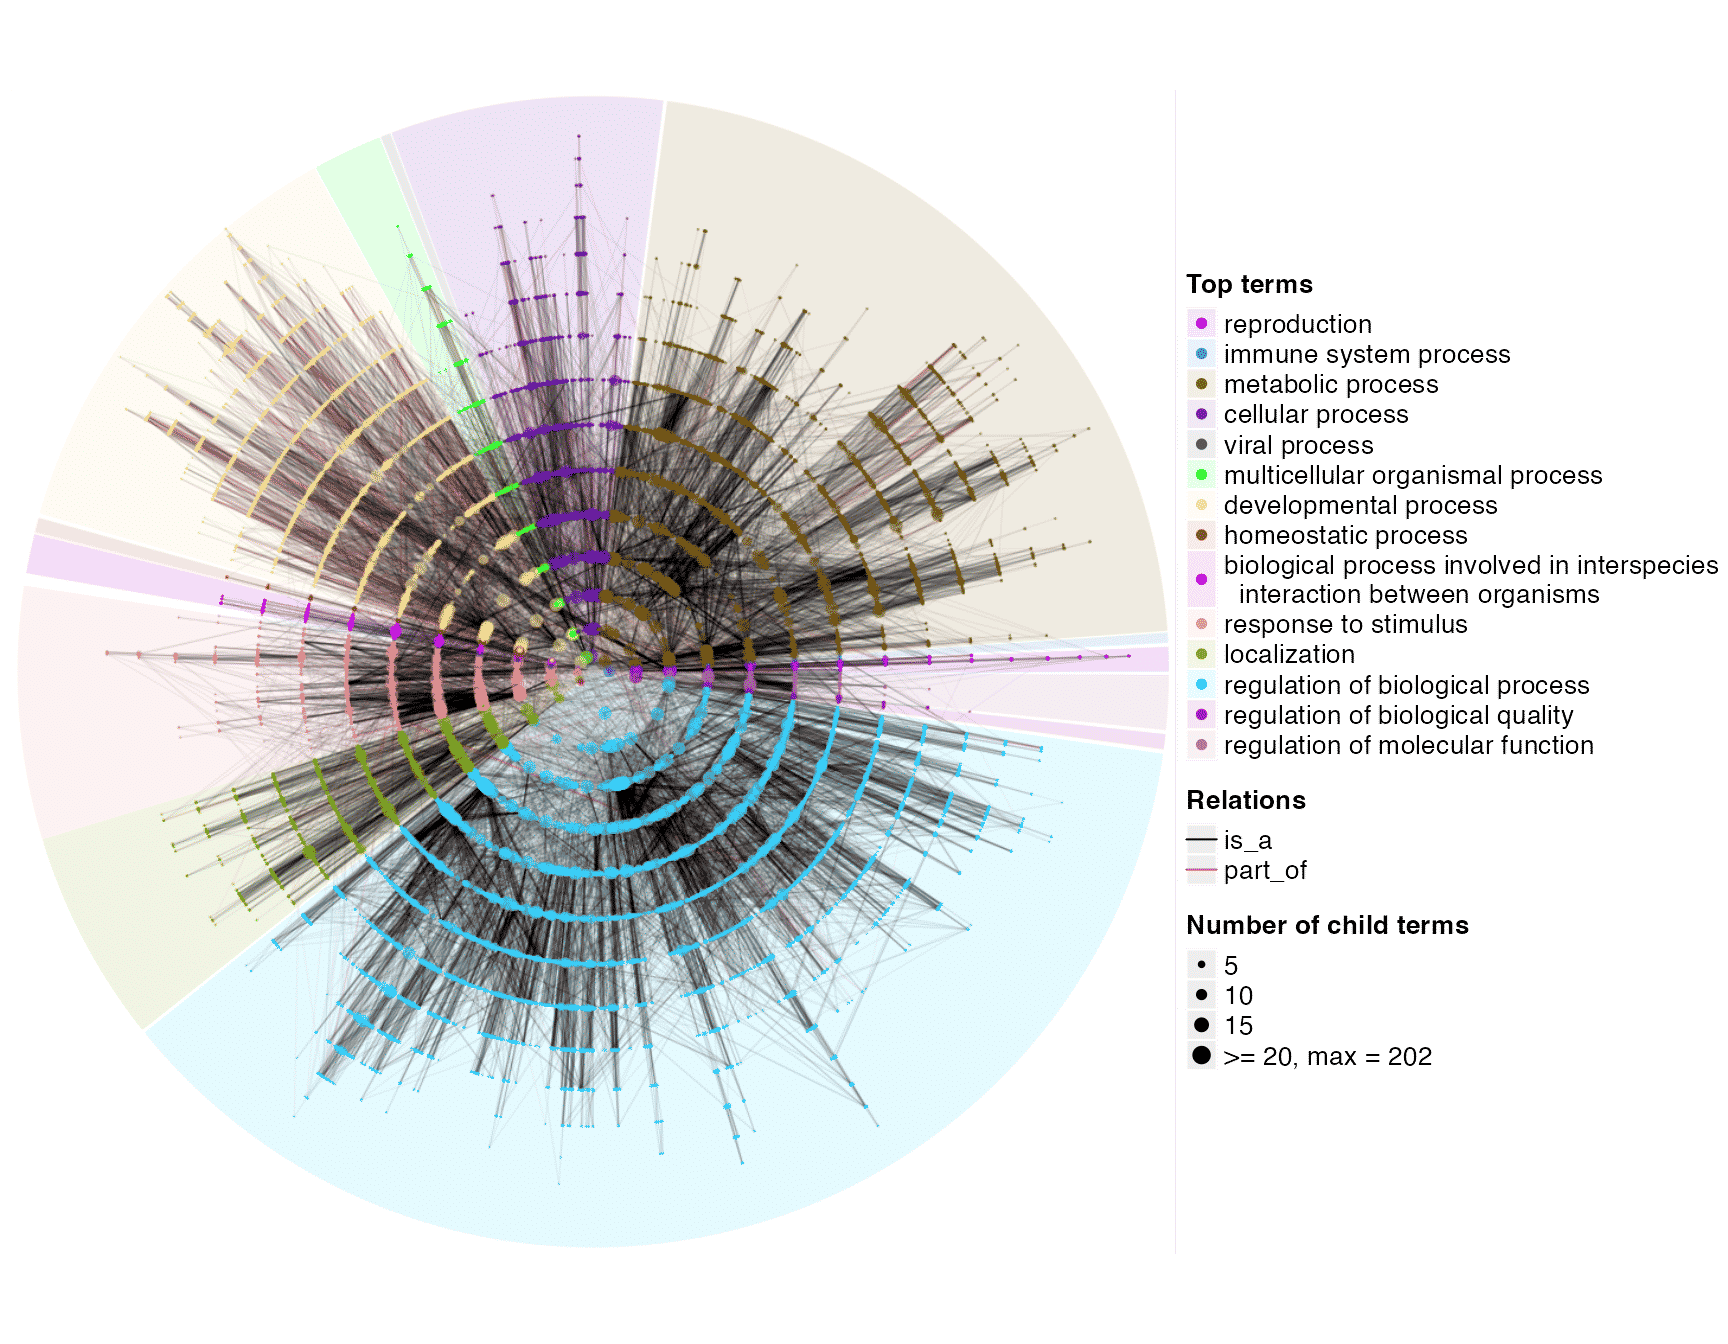 Top terms
reproduction
immune system process
metabolic process
cellular process
viral process
multicellular organismal process
developmental process
homeostatic process
biological process involved in interspecies
interaction between organisms
response to stimulus
localization
regulation of biological process
regulation of biological quality
regulation of molecular function
Relations
is_a
part_of
Number of child terms
5
10
15
>= 20, max = 202